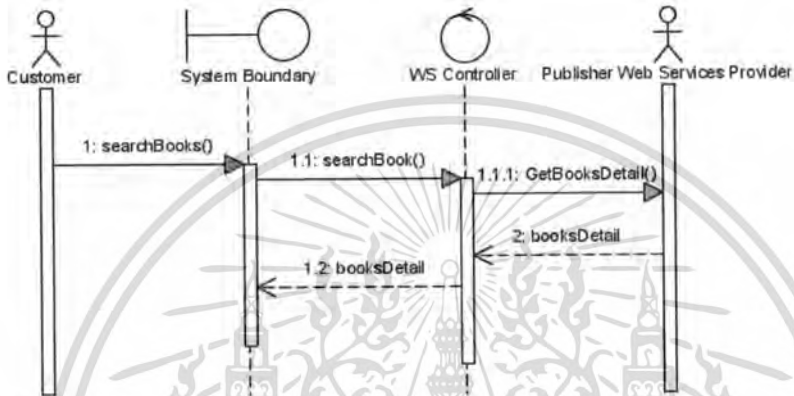 Customer
System Boundary
WS Controller
Publisher Web Services Provider
1: searchBooks()
1.1: searchBook()
1.1.1: GetBooksDetail()
2: booksDetail
1.2: booksDetail